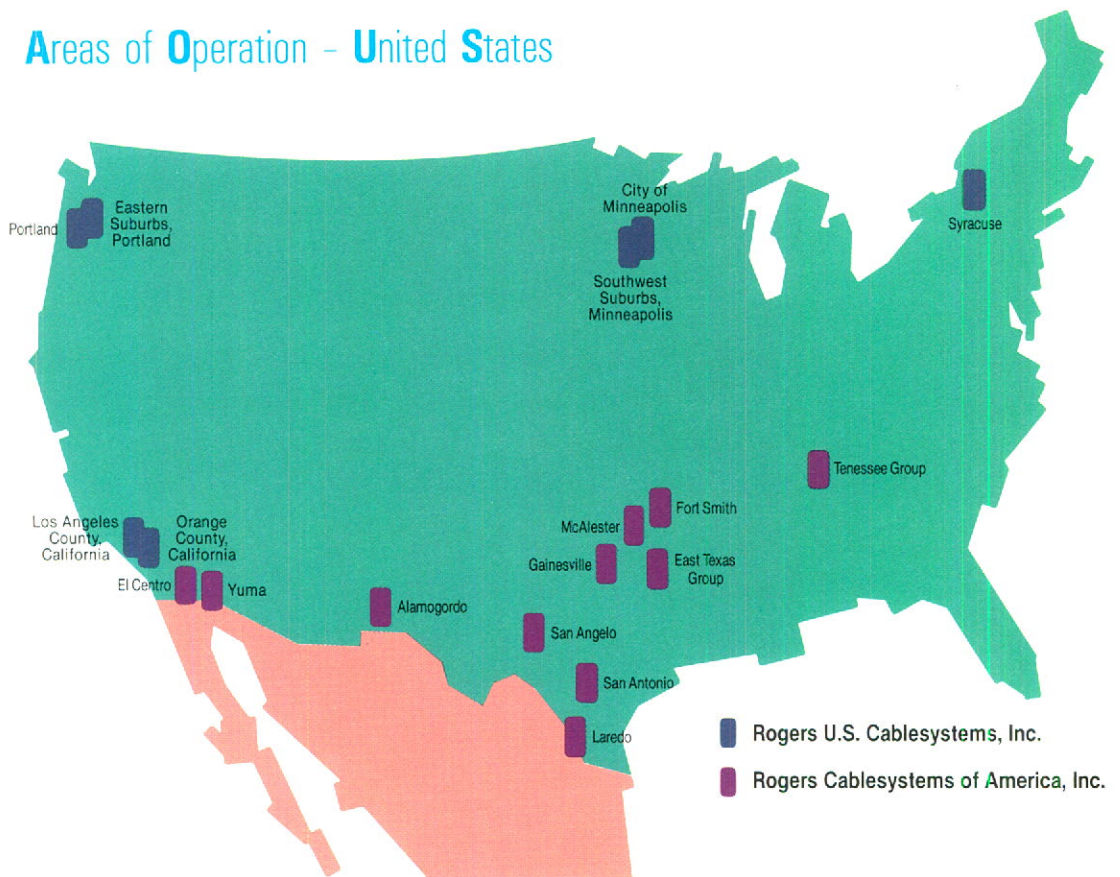 Areas of Operation – United States
Portland
Eastern
Suburbs,
Portland
City of
Minneapolis
Southwest
Suburbs,
Minneapolis
Syracuse
Tenessee Group
Fort Smith
McAlester
Gainesville
East Texas
Group
Los Angeles
County.
California
Orange
County,
California
El Centro
Yuma
Alamogordo
San Angelo
San Antonio
Laredo
Rogers U.S. Cablesystems, Inc.
Rogers Cablesystems of America, Inc.